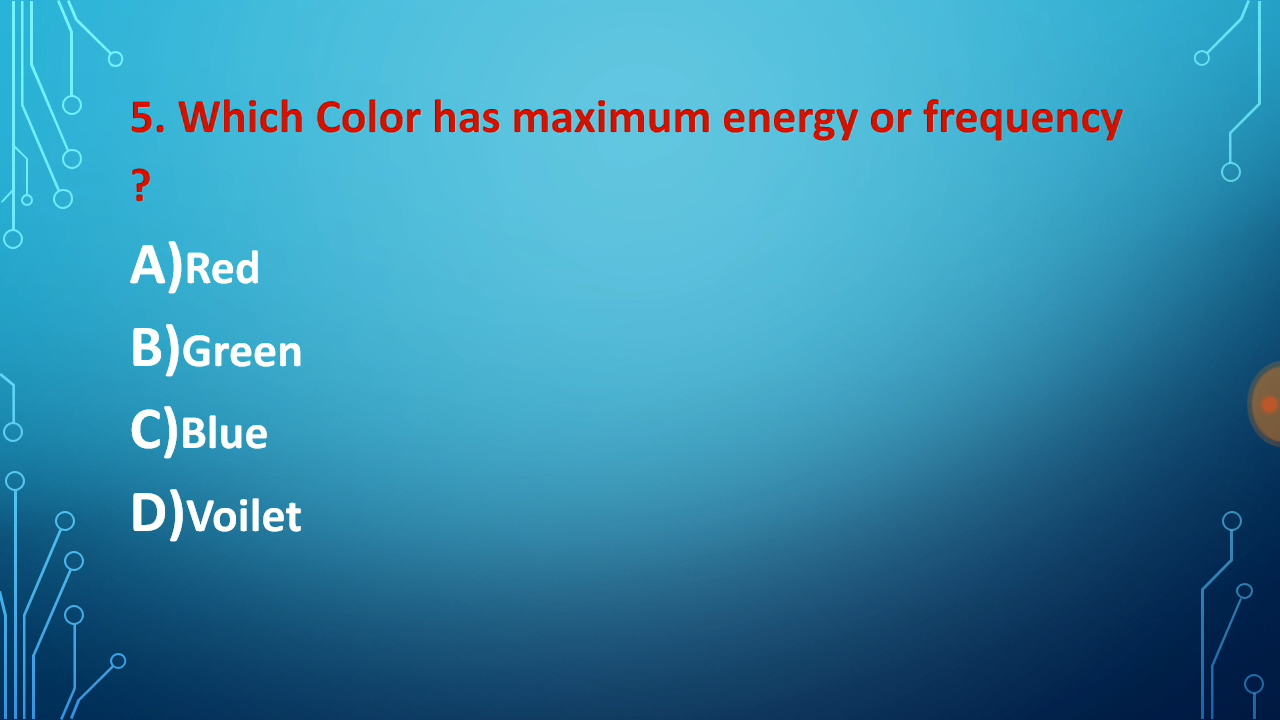 5. Which Color has maximum energy or frequency
?
A)Red
B)Green
C)Blue
D)Voilet